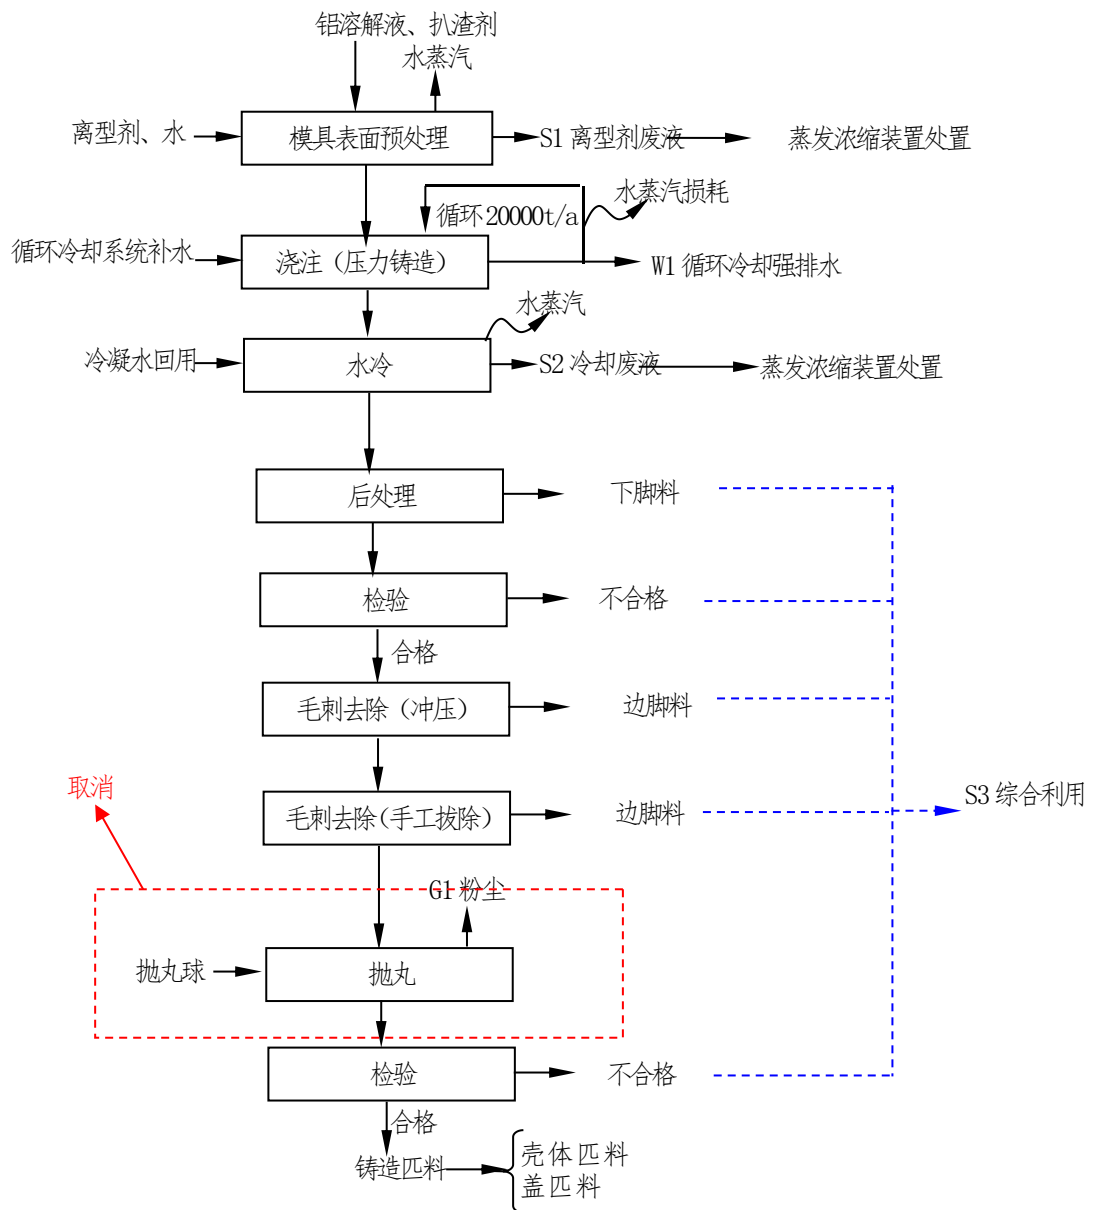 铝溶解液、扒渣剂
水蒸汽
离型剂、水
模具表面预处理
S1 离型剂废液
蒸发浓缩装置处置
水蒸汽损耗
循环 20000t/a
循环冷却系统补水
浇注（压力铸造）
W1 循环冷却强排水
水蒸汽
冷凝水回用
水冷
S2 冷却废液
蒸发浓缩装置处置
后处理
下脚料
检验
不合格
合格
毛刺去除（冲压）
边脚料
取消
S3 综合利用
毛刺去除（手工拔除）
边脚料
G1 粉尘
抛丸球
抛丸
检验
不合格
合格
铸造匹料
壳体匹料
盖匹料